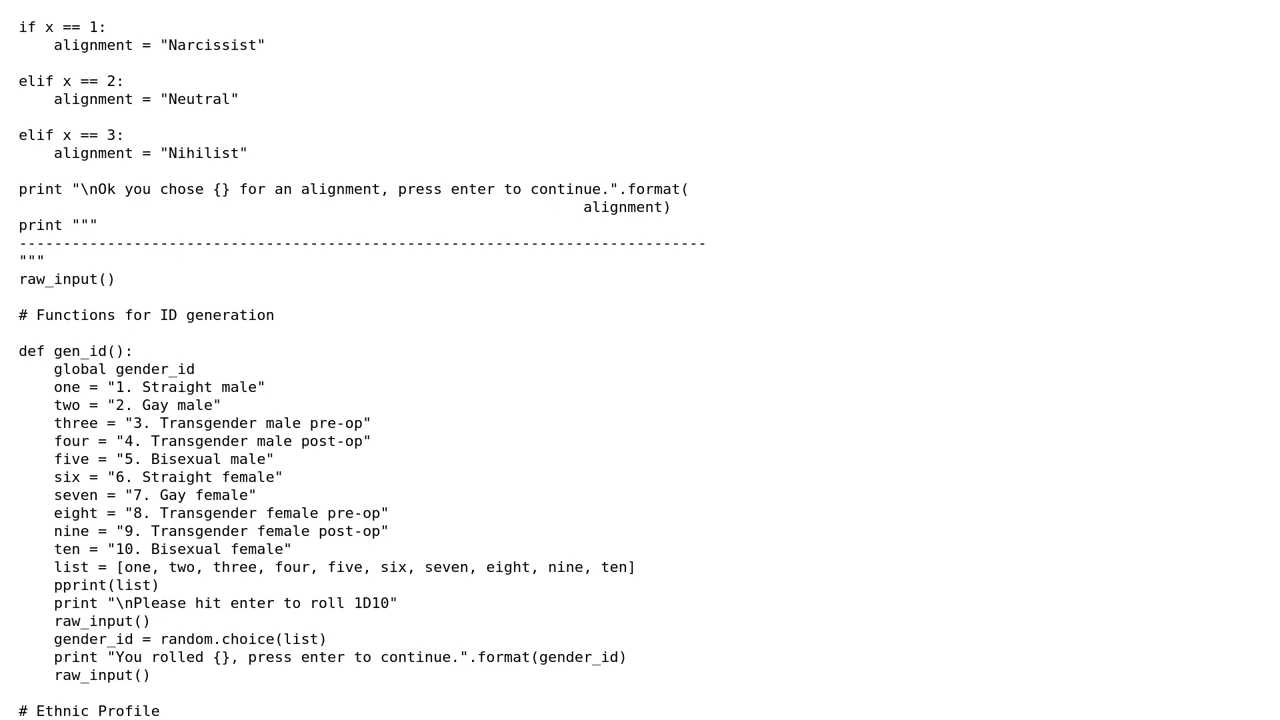 if x == 1:
    alignment = "Narcissist"

elif x == 2:
    alignment = "Neutral"

elif x == 3:
    alignment = "Nihilist"

print "\nOk you chose {} for an alignment, press enter to continue.".format(
                                                                alignment)
print """
------------------------------------------------------------------------------
"""
raw_input()

# Functions for ID generation

def gen_id():
    global gender_id
    one = "1. Straight male"
    two = "2. Gay male"
    three = "3. Transgender male pre-op"
    four = "4. Transgender male post-op"
    five = "5. Bisexual male"
    six = "6. Straight female"
    seven = "7. Gay female"
    eight = "8. Transgender female pre-op"
    nine = "9. Transgender female post-op"
    ten = "10. Bisexual female"
    list = [one, two, three, four, five, six, seven, eight, nine, ten]
    pprint(list)
    print "\nPlease hit enter to roll 1D10"
    raw_input()
    gender_id = random.choice(list)
    print "You rolled {}, press enter to continue.".format(gender_id)
    raw_input()

# Ethnic Profile